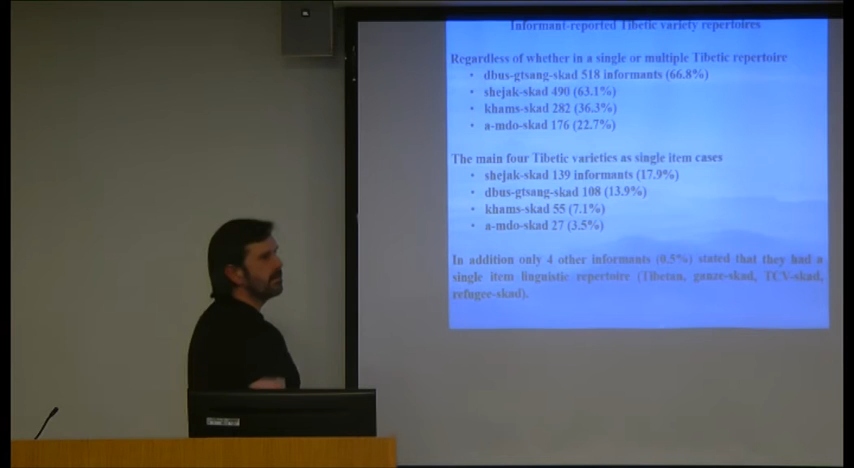 Informant-reported Tibetic variety repertoires
Regardless of whether in a single or multiple Tibetic repertoire
• dbus-gtsang-skad 518 informants (66.8%)
• shejak-skad 490 (63.1%)
• khams-skad 282 (36.3%)
• a-mdo-skad 176 (22.7%)
The main four Tibetic varieties as single item cases
• shejak-skad 139 informants (17.9%)
• dbus-gtsang-skad 108 (13.9%)
• khams-skad 55 (7.1%)
• a-mdo-skad 27 (3.5%)
In addition only 4 other informants (0.5%) stated that they had a
single item linguistic repertoire (Tibetan, ganze-skad, TCV-skad,
refugee-skad).